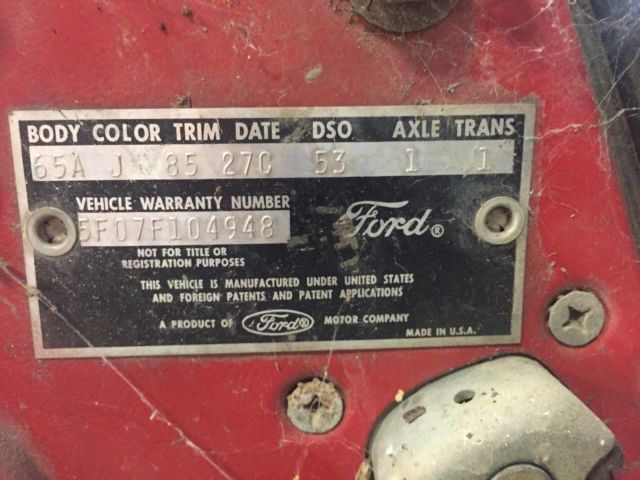 BODY COLOR TRIM DATE DSO AXLE TRANS
65A J 85 27C 53 1 1
VEHICLE WARRANTY NUMBER
5F07F104948
Ford®
NOT FOR TITLE OR
REGISTRATION PURPOSES
THIS VEHICLE IS MANUFACTURED UNDER UNITED STATES
AND FOREIGN PATENTS AND PATENT APPLICATIONS
A PRODUCT OF Ford® MOTOR COMPANY
MADE IN U.S.A.